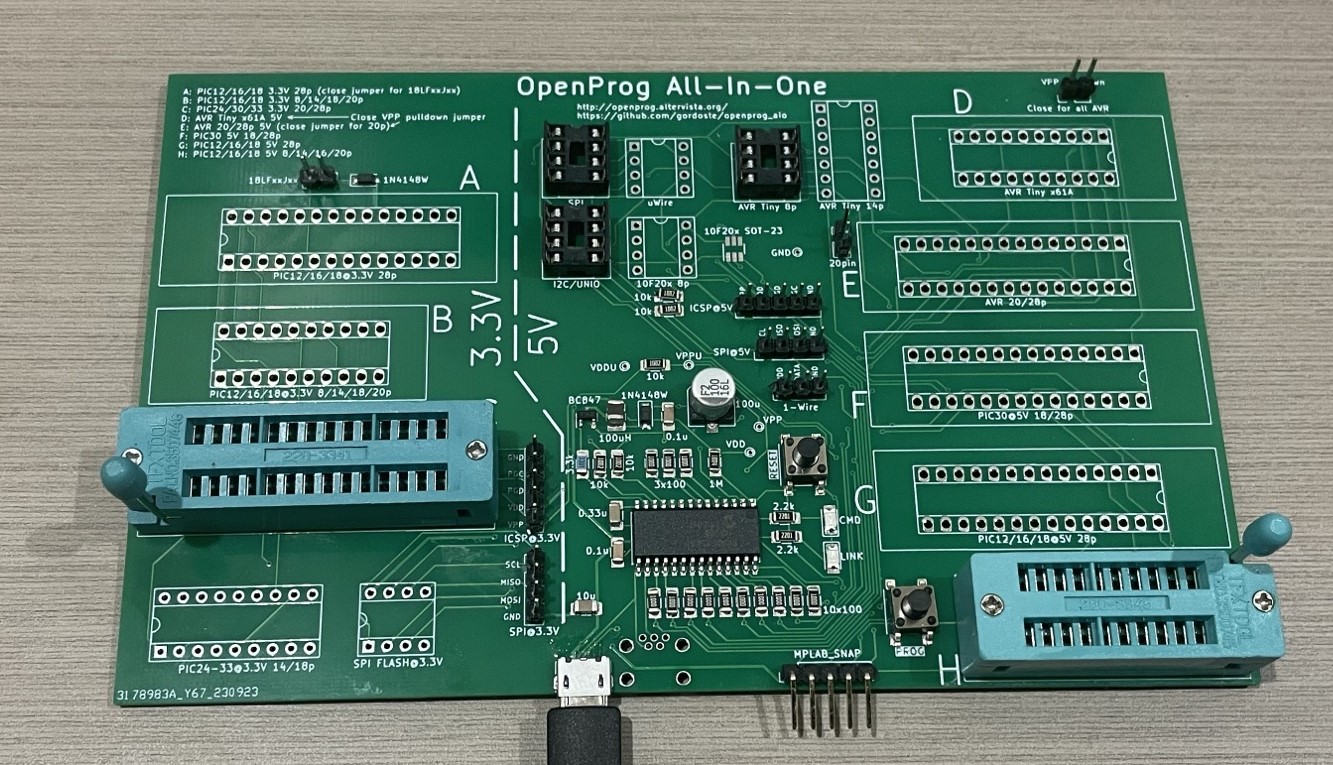 OpenProg All-In-One
http://openprog.altervista.org/
https://github.com/gordoste/openprog_aio
A: PIC12/16/18 3.3V 28p (close jumper for 18LFxxJxx)
B: PIC12/16/18 3.3V 8/14/18/20p
C: PIC24/30/33 3.3V 20/28p
D: AVR Tiny x61A 5V Close VPP pulldown jumper
E: AVR 20/28p 5V (close jumper for 20p)
F: PIC30 5V 18/28p
G: PIC12/16/18 5V 28p
H: PIC12/16/18 5V 8/14/16/20p
18LFxxJxx
1N4148W
A
PIC12/16/18@3.3V 28p
B
PIC12/16/18@3.3V 8/14/18/20p
3.3V
5V
SPI
uWire
AVR Tiny 8p
AVR Tiny 14p
I2C/UNIO
10F20x 8p
10F20x SOT-23
GND
20pin
10k
10k
ICSP@5V
SPI@5V
1-Wire
VDDU
10k
VPPU
BC847
1N4148W
100u
100uH
0.1u
VPP
VDD
3.3k
10k
10k
3x100
1M
RESET
0.33u
0.1u
2.2k
2.2k
CMD
LINK
10x100
10u
PROG
MPLAB_SNAP
GND
PGC
PGD
VDD
VPP
ICSP@3.3V
SCL
MISO
MOSI
GND
SPI@3.3V
PIC24-33@3.3V 14/18p
SPI FLASH@3.3V
3178983A_Y67_230923
Close for all AVR
D
AVR Tiny x61A
E
AVR 20/28p
F
PIC30@5V 18/28p
G
PIC12/16/18@5V 28p
H